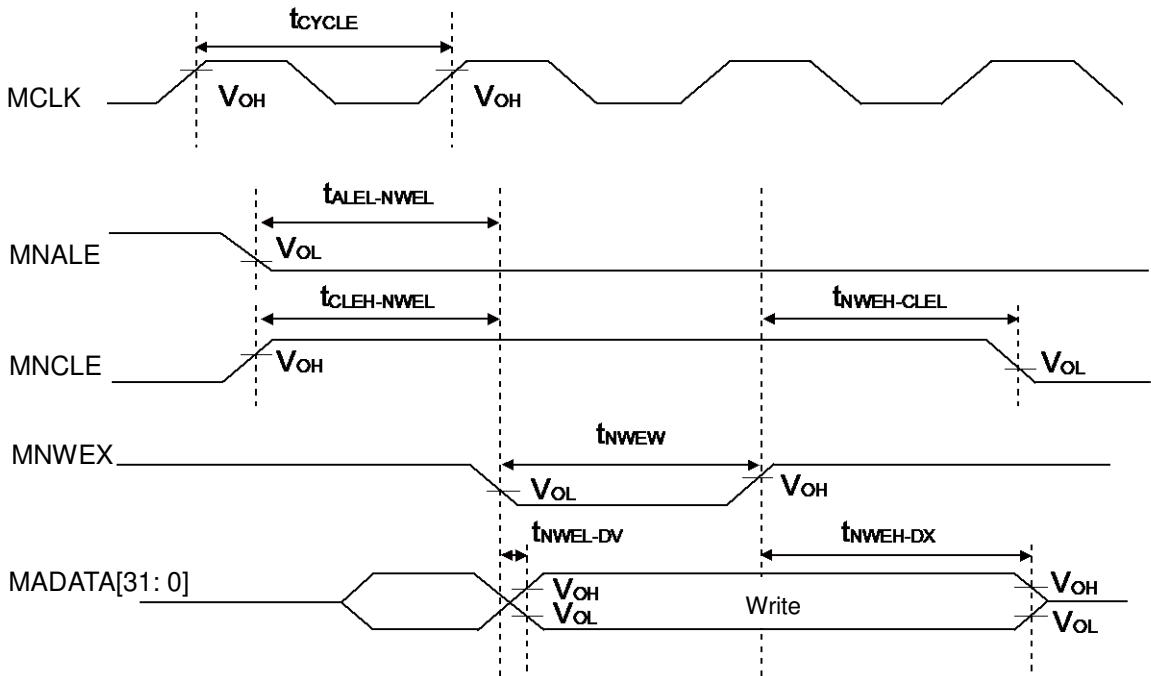 tCYCLE
MCLK VOH VOH
tALEL-NWEL
MNALE VOL
tCLEH-NWEL tNWEH-CLEL
MNCLE VOH VOL
MNWEX tNWEW
VOL VOH
tNWEL-DV tNWEH-DX
MADATA[31: 0] VOH Write VOH
VOL VOL